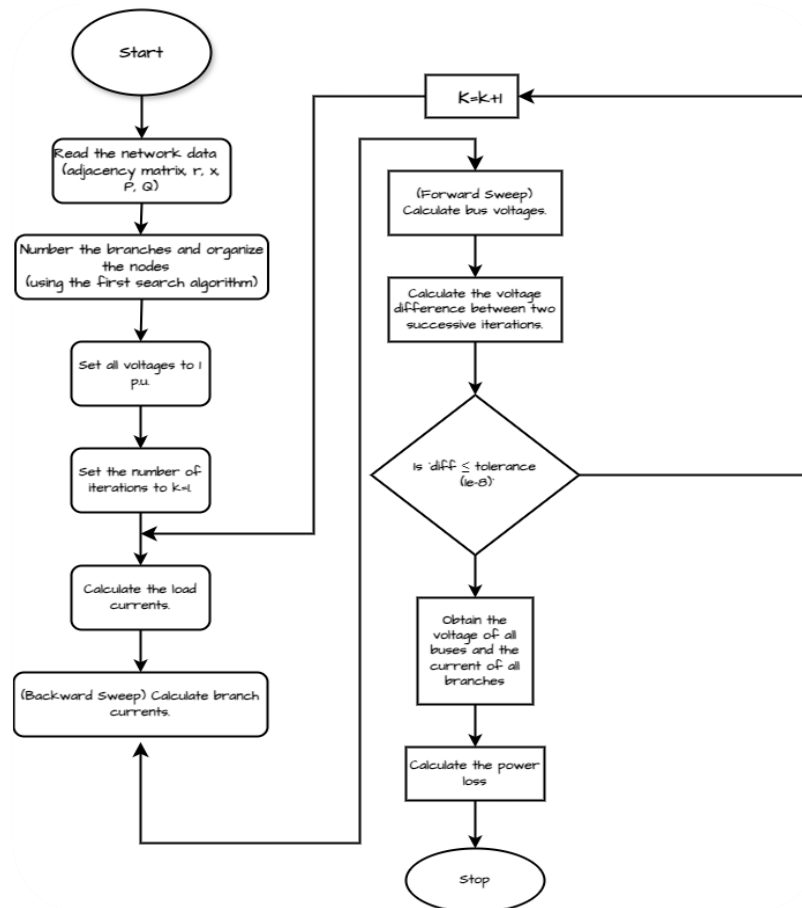 Start
Read the network data
(adjacency matrix, r, x,
P, Q)
Number the branches and organize
the nodes
(using the first search algorithm)
Set all voltages to 1
p.u.
Set the number of
iterations to k=1.
Calculate the load
currents.
(Backward Sweep) Calculate branch
currents.
K=k+1
(Forward Sweep)
Calculate bus voltages.
Calculate the voltage
difference between two
successive iterations.
Is `diff ≤ tolerance
(1e-8)`
Obtain the
voltage of all
buses and the
current of all
branches
Calculate the power
loss
Stop